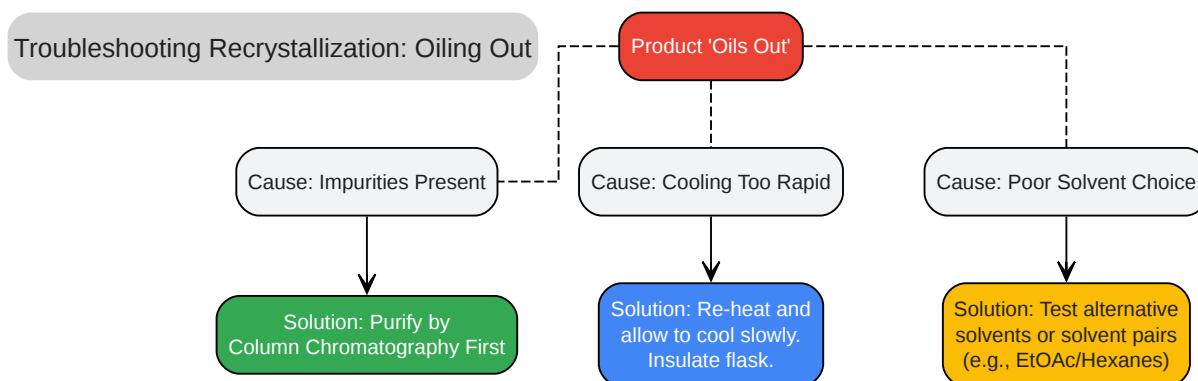 Troubleshooting Recrystallization: Oiling Out
Product 'Oils Out'
Cause: Impurities Present
Cause: Cooling Too Rapid
Cause: Poor Solvent Choice
Solution: Purify by
Column Chromatography First
Solution: Re-heat and
allow to cool slowly.
Insulate flask.
Solution: Test alternative
solvents or solvent pairs
(e.g., EtOAc/Hexanes)